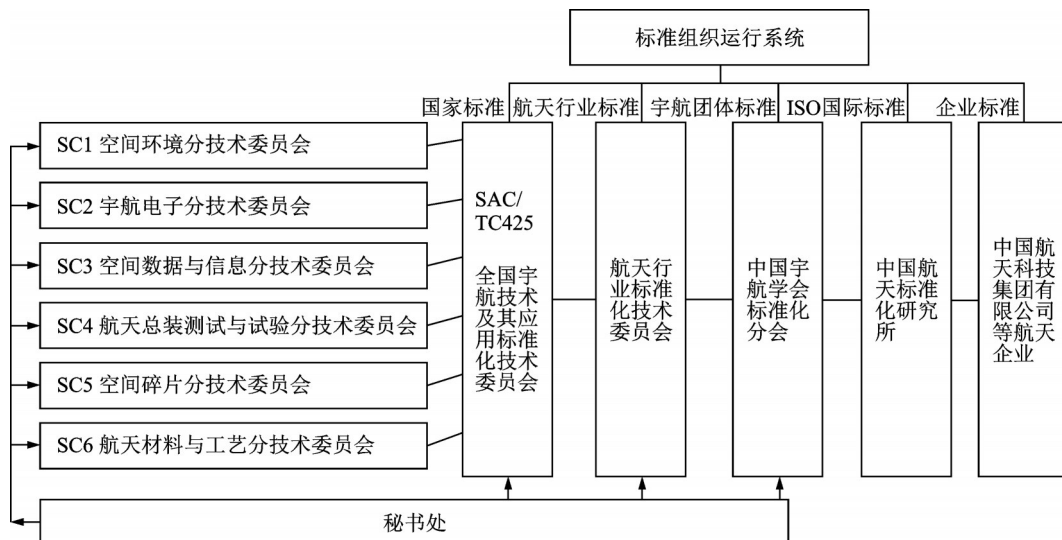 标准组织运行系统
国家标准
航天行业标准
宇航团体标准
ISO国际标准
企业标准
SC1 空间环境分技术委员会
SC2 宇航电子分技术委员会
SC3 空间数据与信息分技术委员会
SC4 航天总装测试与试验分技术委员会
SC5 空间碎片分技术委员会
SC6 航天材料与工艺分技术委员会
SAC/
TC425
全国宇
航技术
及其应
用标准
化技术
委员会
航天行
业标准
化技术
委员会
中国宇
航学会
标准化
分会
中国航
天标准
化研究
所
中国航
天科技
集团有
限公司
等航天
企业
秘书处